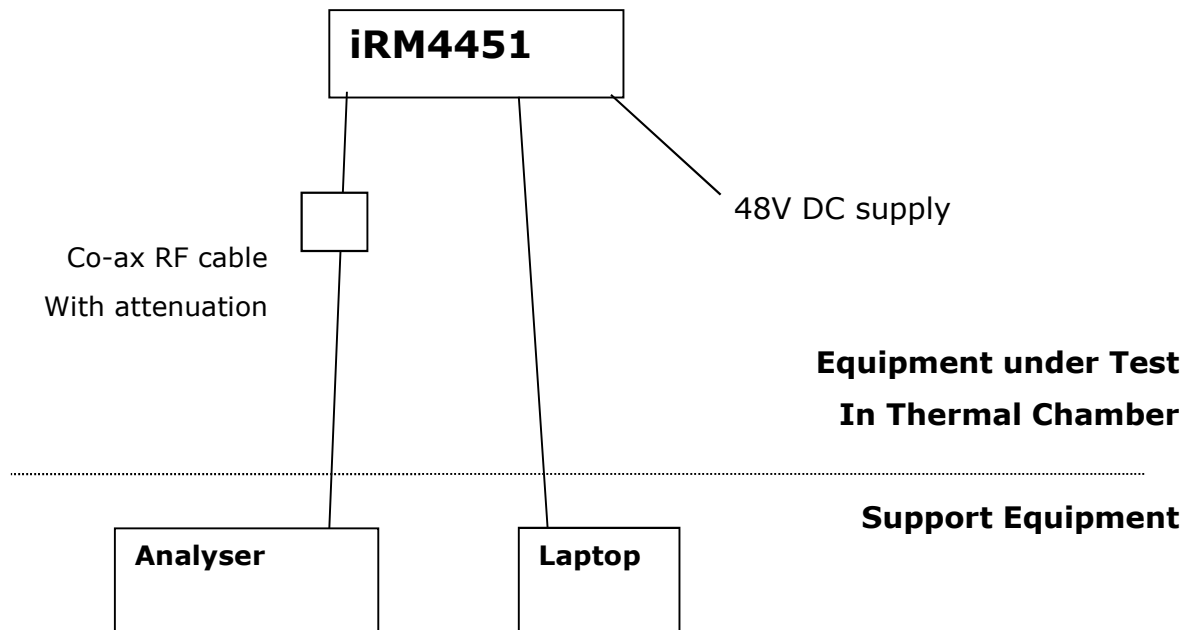 iRM4451
48V DC supply
Co-ax RF cable
With attenuation
Equipment under Test
In Thermal Chamber
Support Equipment
Analyser
Laptop